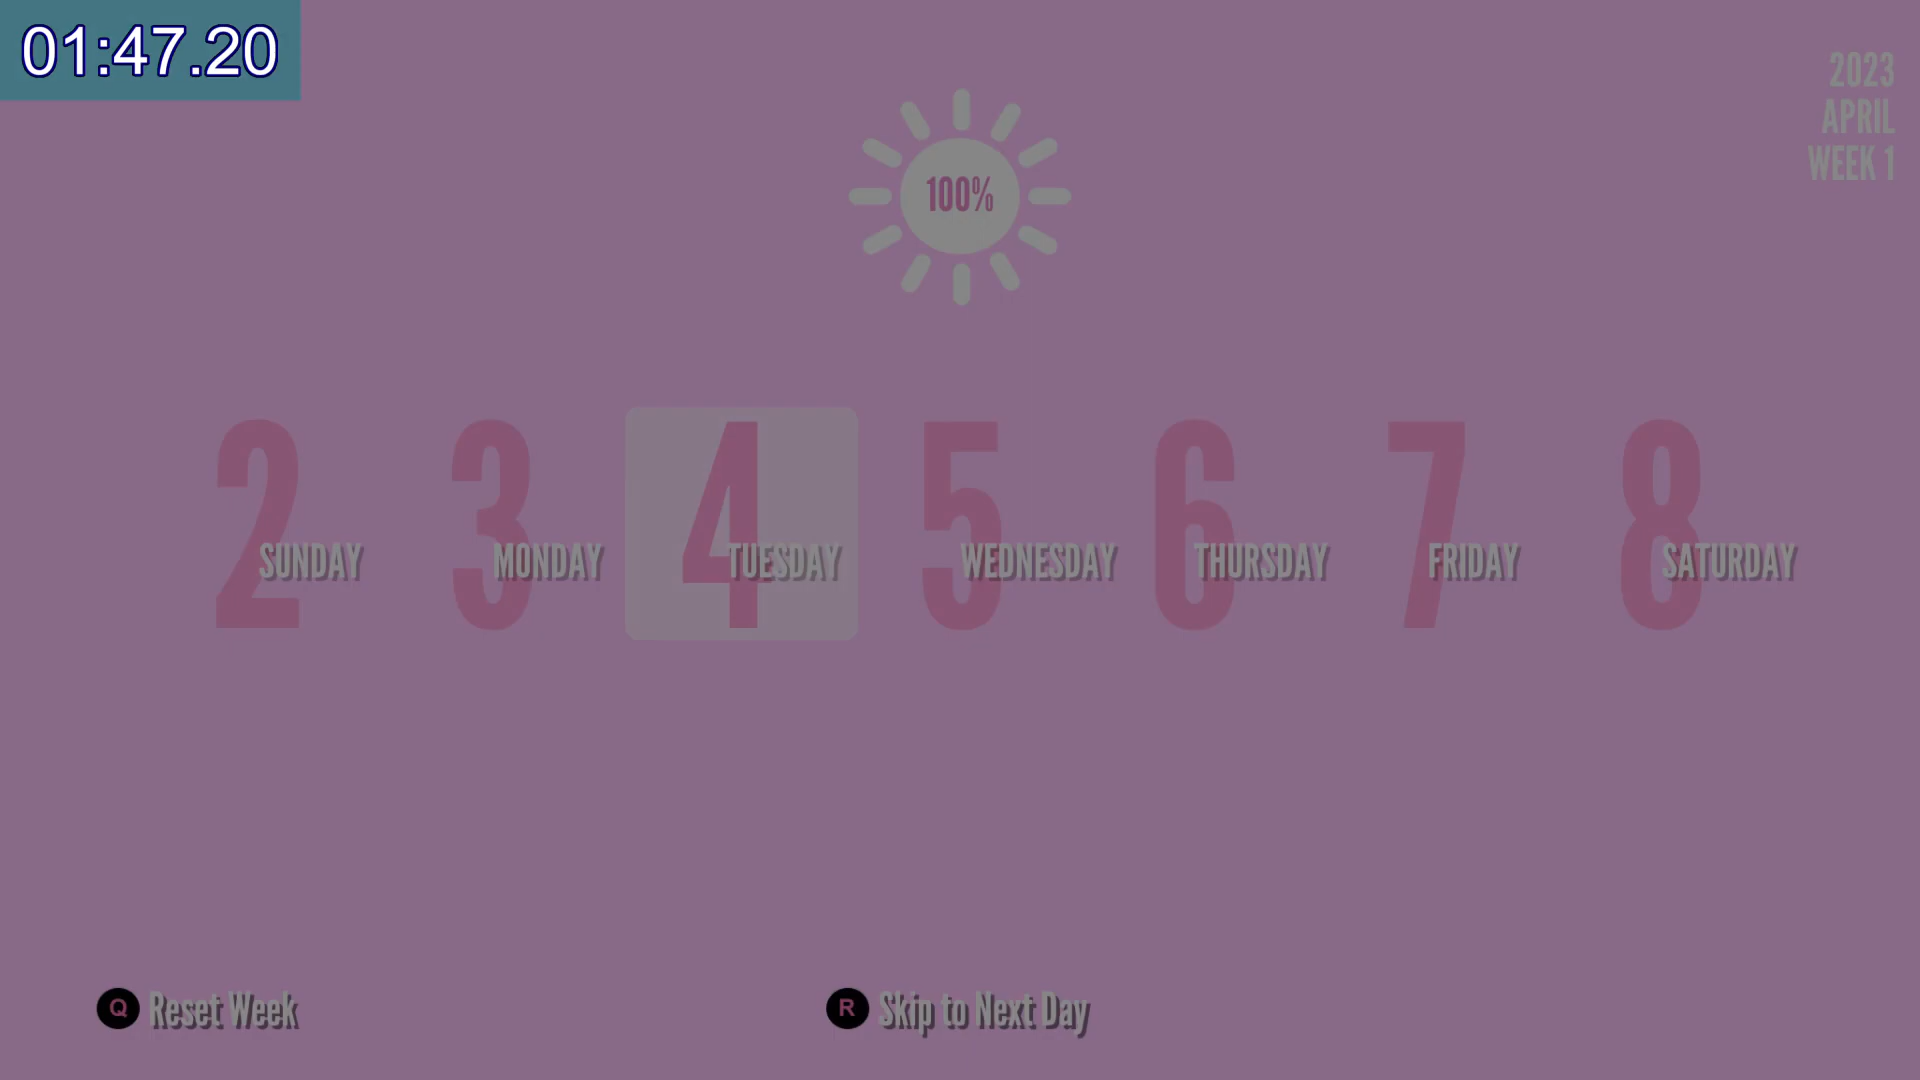 01:47.20
2023
APRIL
WEEK 1
100%
2 3 4 5 6 7 8
SUNDAY MONDAY TUESDAY WEDNESDAY THURSDAY FRIDAY SATURDAY
Q Reset Week R Skip to Next Day